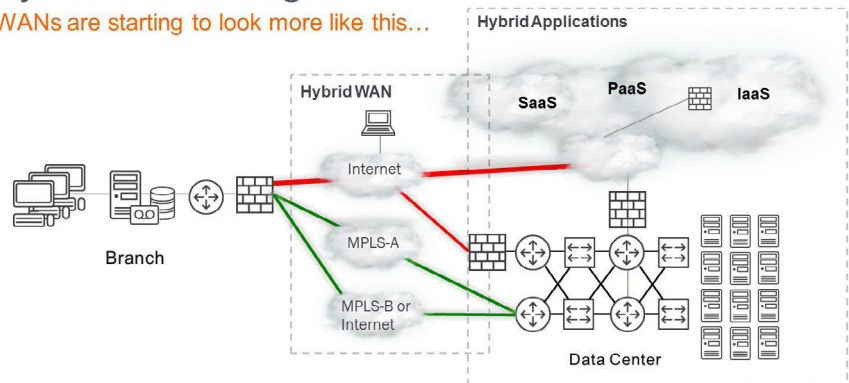 WANs are starting to look more like this…
Hybrid Applications
Hybrid WAN
SaaS
PaaS
IaaS
Internet
MPLS-A
MPLS-B or
Internet
Branch
Data Center